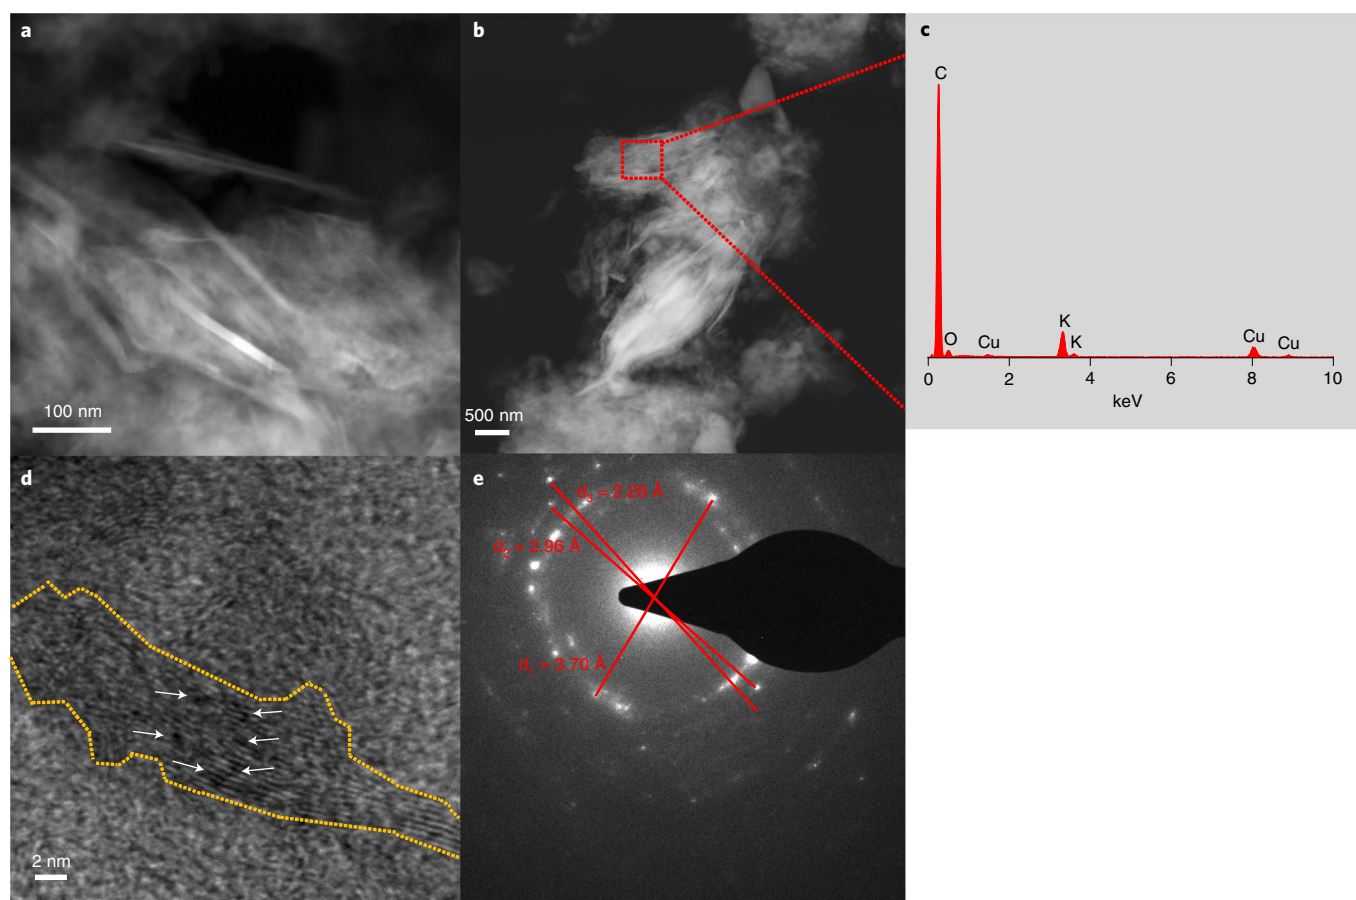 a
100 nm
b
500 nm
c
C
O
Cu
K
K
Cu
Cu
0 2 4 6 8 10
keV
d
2 nm
e
d3 = 2.28 Å
d2 = 2.96 Å
d1 = 3.70 Å